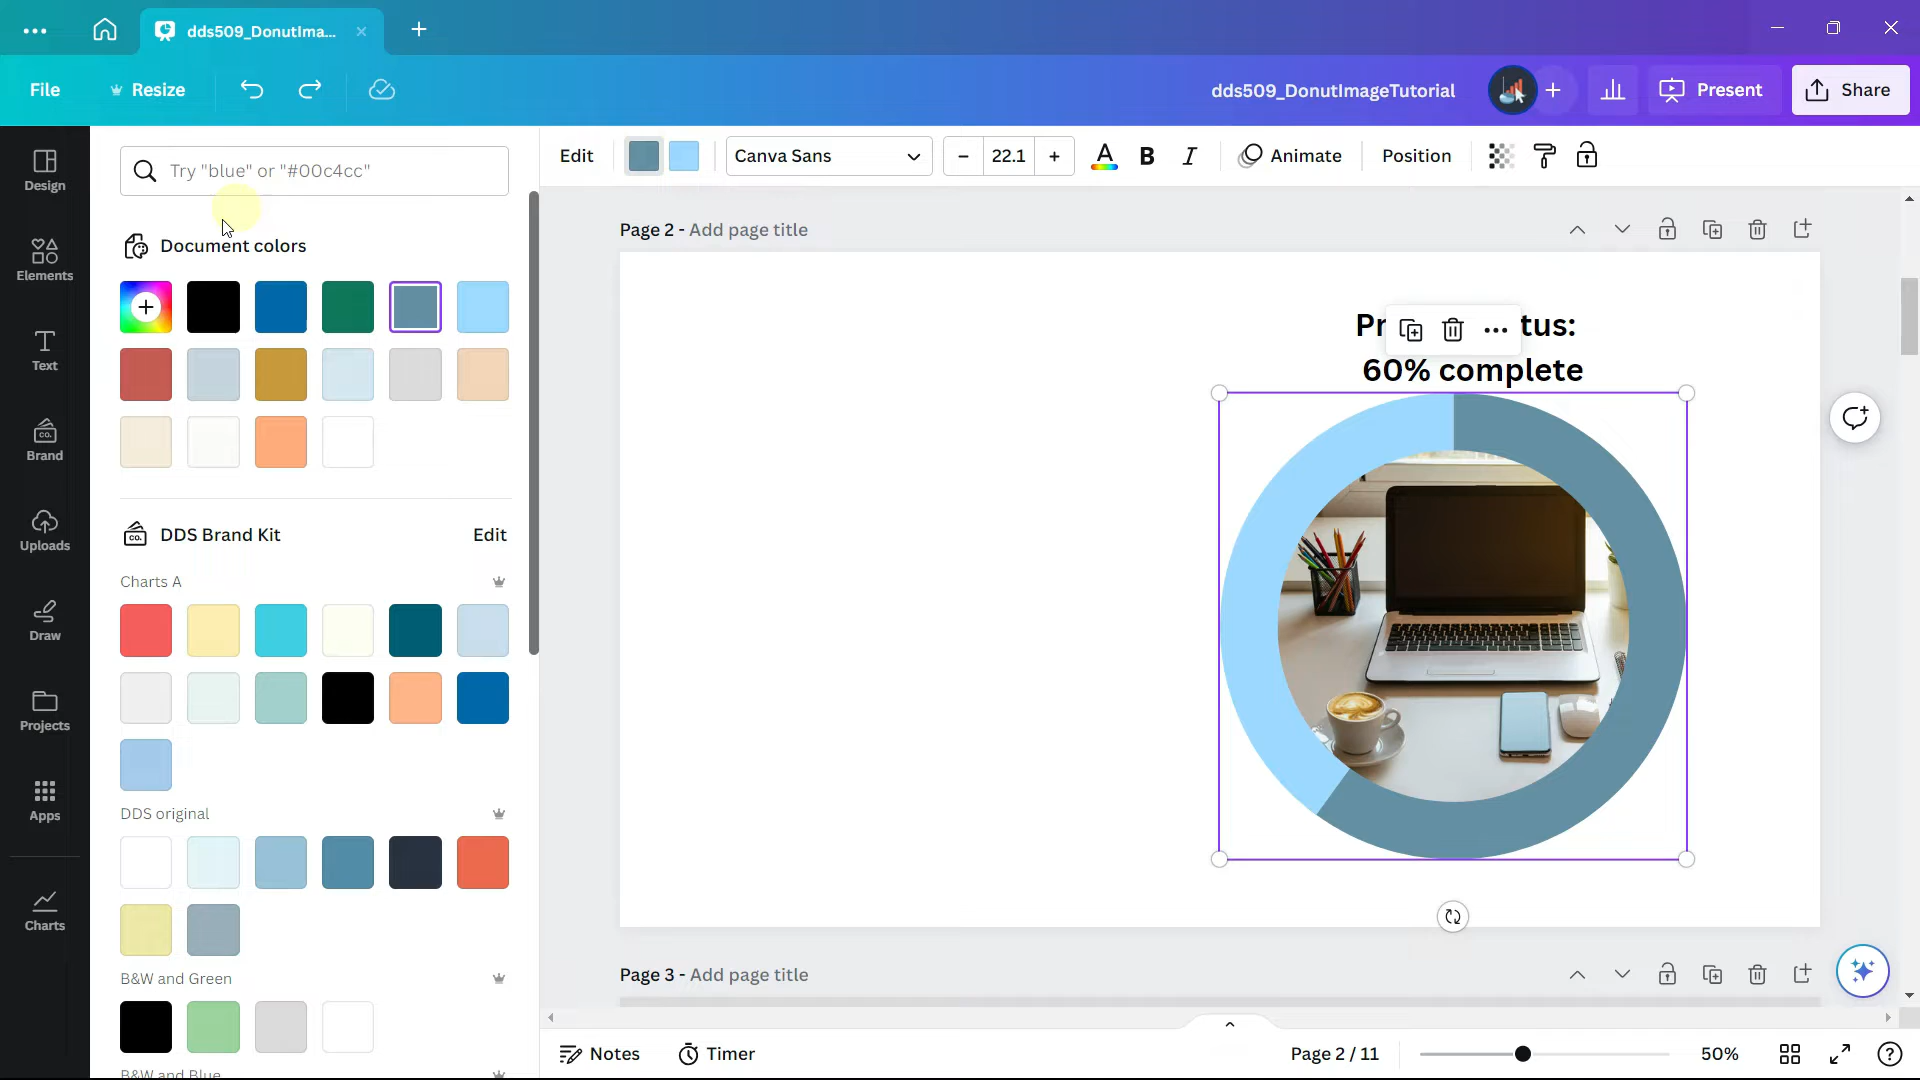 dds509_DonutIma...
File
Resize
dds509_DonutImageTutorial
Present
Share
Design
Elements
Text
Brand
Uploads
Draw
Projects
Apps
Charts
Try "blue" or "#00c4cc"
Document colors
CO.
DDS Brand Kit
Edit
Charts A
DDS original
B&W and Green
B&W and Blue
Edit
Canva Sans
22.1
A
B
I
Animate
Position
Page 2 - Add page title
Pr
tus:
60% complete
Page 3 - Add page title
Notes
Timer
Page 2 / 11
50%